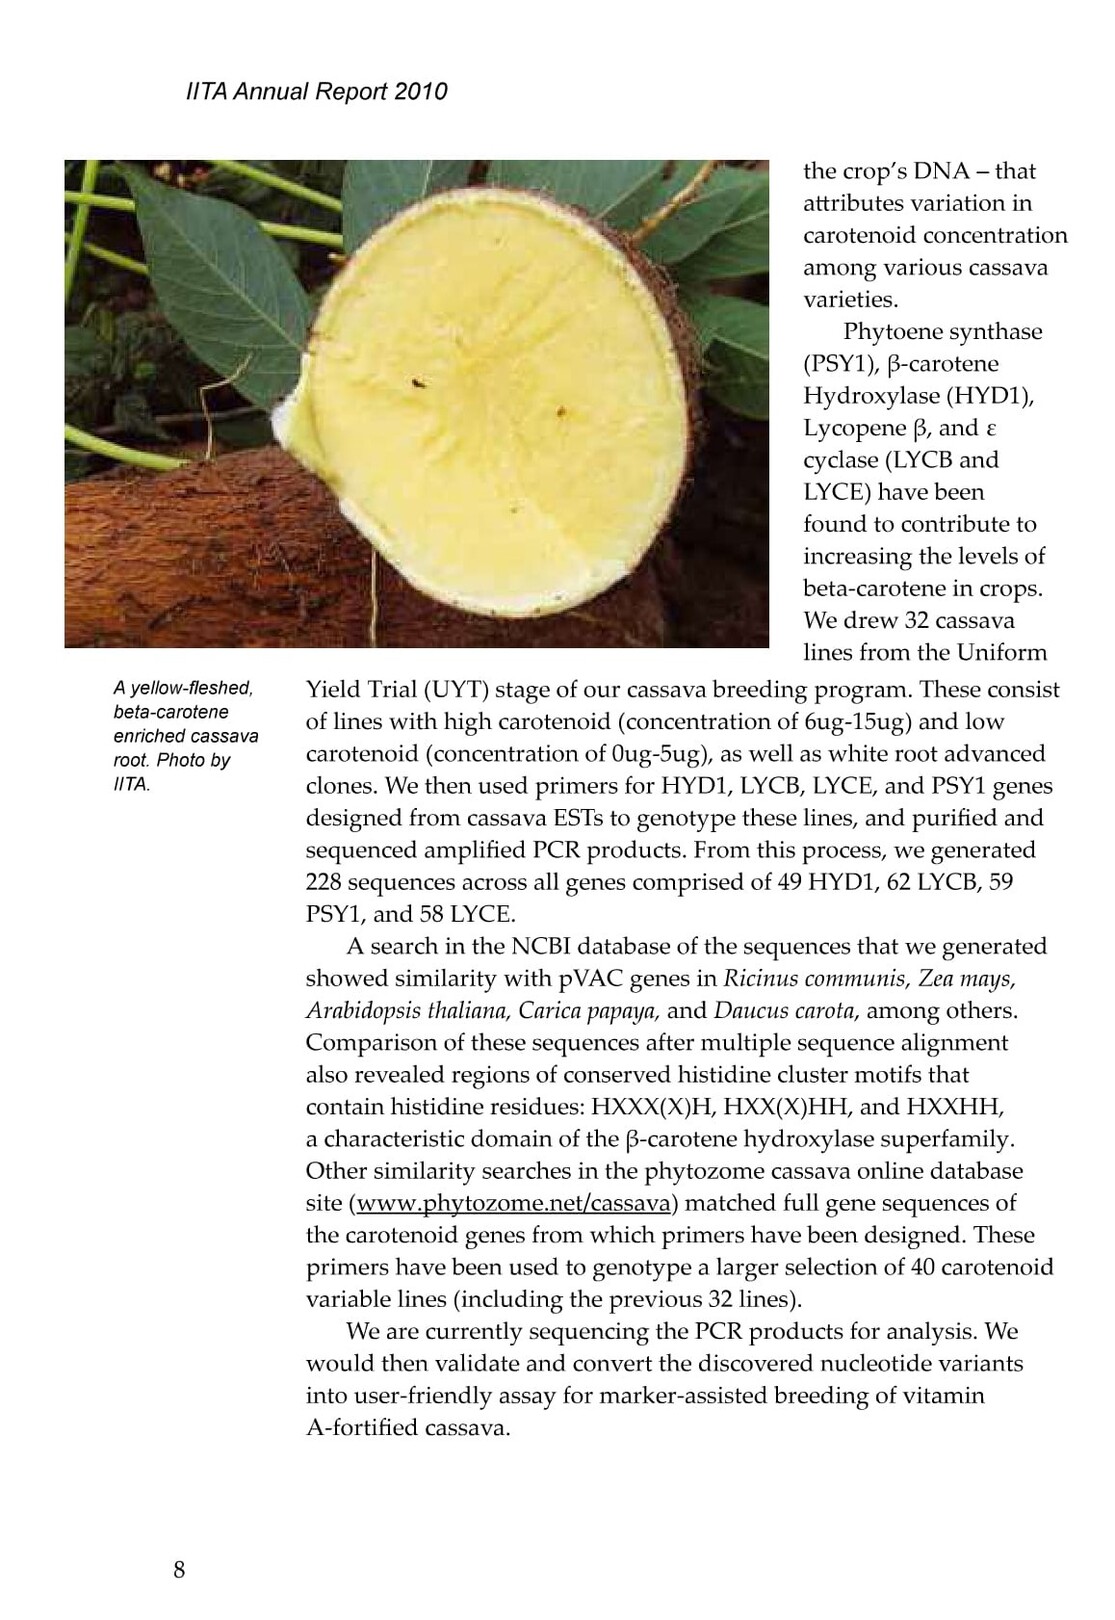 IITA Annual Report 2010
the crop’s DNA – that
attributes variation in
carotenoid concentration
among various cassava
varieties.
Phytoene synthase
(PSY1), β-carotene
Hydroxylase (HYD1),
Lycopene β, and ε
cyclase (LYCB and
LYCE) have been
found to contribute to
increasing the levels of
beta-carotene in crops.
We drew 32 cassava
lines from the Uniform
Yield Trial (UYT) stage of our cassava breeding program. These consist
of lines with high carotenoid (concentration of 6ug-15ug) and low
carotenoid (concentration of 0ug-5ug), as well as white root advanced
clones. We then used primers for HYD1, LYCB, LYCE, and PSY1 genes
designed from cassava ESTs to genotype these lines, and purified and
sequenced amplified PCR products. From this process, we generated
228 sequences across all genes comprised of 49 HYD1, 62 LYCB, 59
PSY1, and 58 LYCE.
A search in the NCBI database of the sequences that we generated
showed similarity with pVAC genes in Ricinus communis, Zea mays,
Arabidopsis thaliana, Carica papaya, and Daucus carota, among others.
Comparison of these sequences after multiple sequence alignment
also revealed regions of conserved histidine cluster motifs that
contain histidine residues: HXXX(X)H, HXX(X)HH, and HXXHH,
a characteristic domain of the β-carotene hydroxylase superfamily.
Other similarity searches in the phytozome cassava online database
site (www.phytozome.net/cassava) matched full gene sequences of
the carotenoid genes from which primers have been designed. These
primers have been used to genotype a larger selection of 40 carotenoid
variable lines (including the previous 32 lines).
We are currently sequencing the PCR products for analysis. We
would then validate and convert the discovered nucleotide variants
into user-friendly assay for marker-assisted breeding of vitamin
A-fortified cassava.
A yellow-fleshed,
beta-carotene
enriched cassava
root. Photo by
IITA.
8